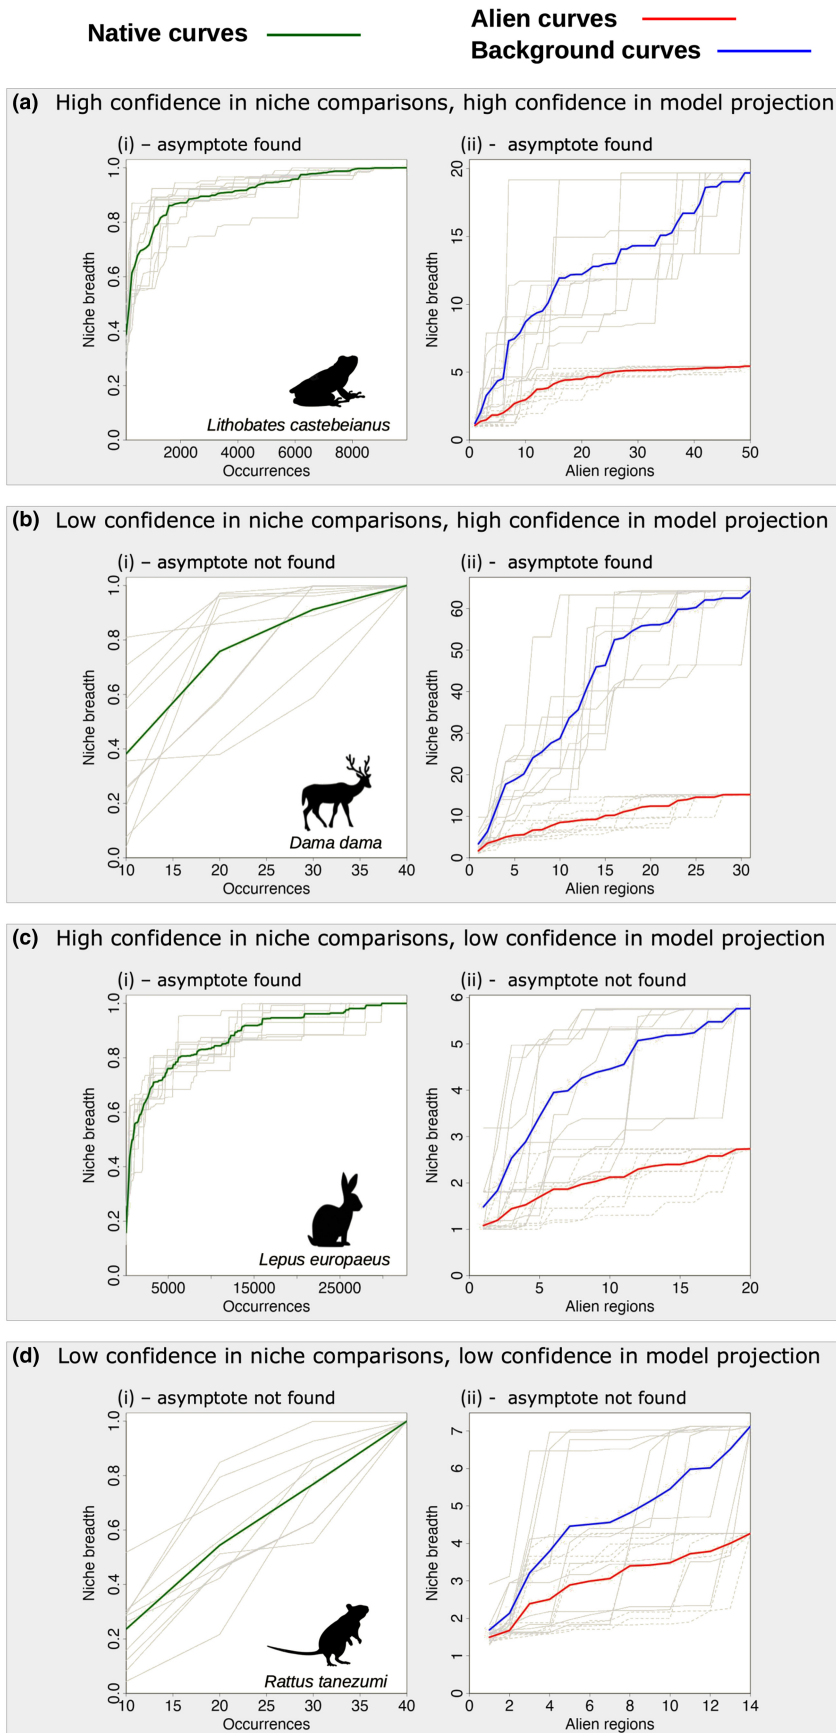 Native curves
Alien curves
Background curves
(a) High confidence in niche comparisons, high confidence in model projection
(i) – asymptote found
(ii) - asymptote found
Niche breadth
0.0 0.2 0.4 0.6 0.8 1.0
2000 4000 6000 8000
Occurrences
Lithobates castebeianus
Niche breadth
0 5 10 15 20
0 10 20 30 40 50
Alien regions
(b) Low confidence in niche comparisons, high confidence in model projection
(i) – asymptote not found
(ii) - asymptote found
Niche breadth
0.0 0.2 0.4 0.6 0.8 1.0
10 15 20 25 30 35 40
Occurrences
Dama dama
Niche breadth
0 10 20 30 40 50 60
0 5 10 15 20 25 30
Alien regions
(c) High confidence in niche comparisons, low confidence in model projection
(i) – asymptote found
(ii) - asymptote not found
Niche breadth
0.0 0.2 0.4 0.6 0.8 1.0
5000 15000 25000
Occurrences
Lepus europaeus
Niche breadth
0 1 2 3 4 5 6
0 5 10 15 20
Alien regions
(d) Low confidence in niche comparisons, low confidence in model projection
(i) – asymptote not found
(ii) - asymptote not found
Niche breadth
0.0 0.2 0.4 0.6 0.8 1.0
10 15 20 25 30 35 40
Occurrences
Rattus tanezumi
Niche breadth
0 1 2 3 4 5 6 7
0 2 4 6 8 10 12 14
Alien regions